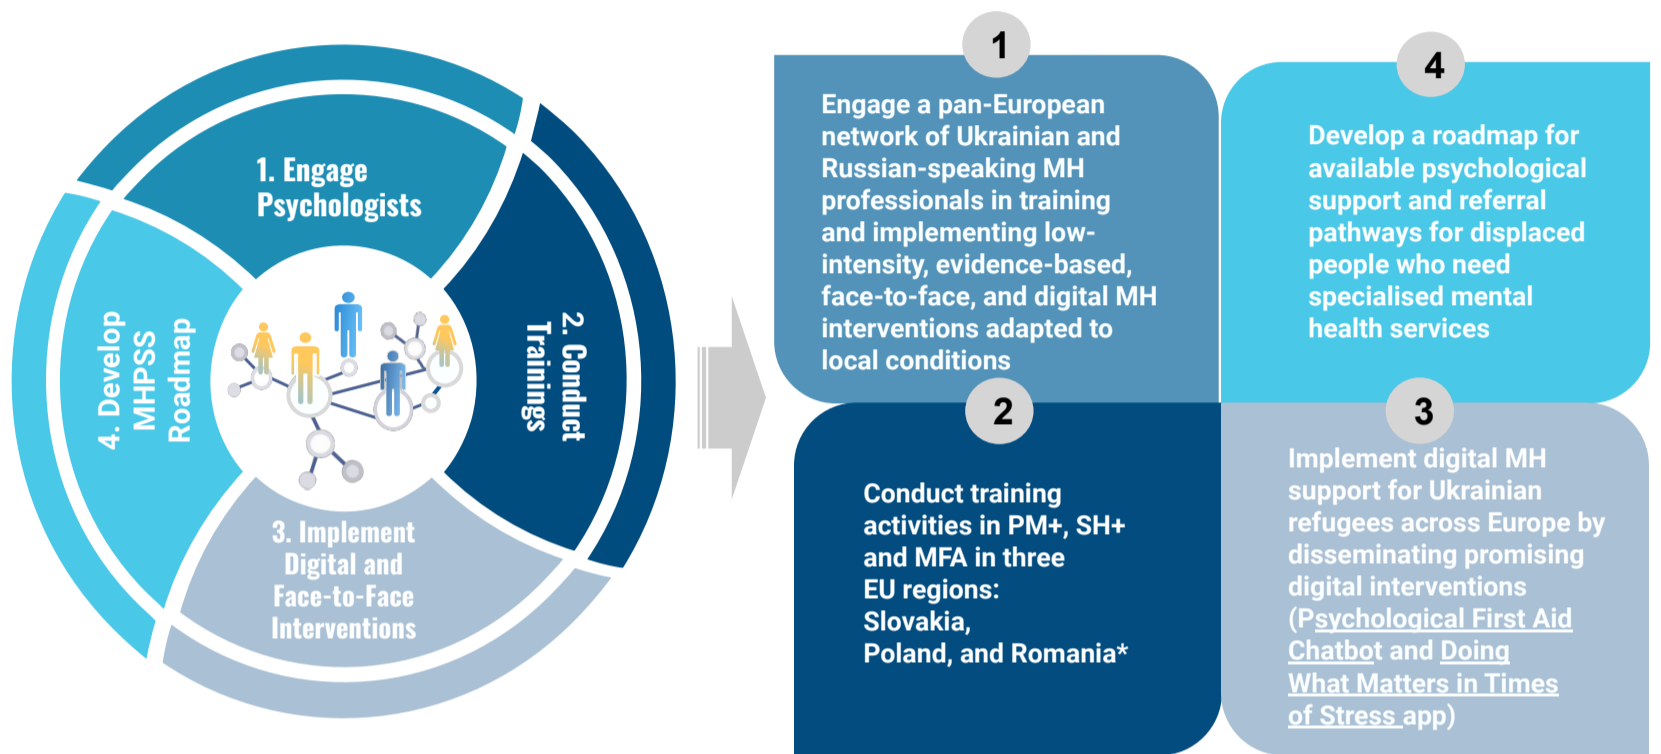 1. Engage
Psychologists
2. Conduct
Trainings
3. Implement
Digital and
Face-to-Face
Interventions
4. Develop
MHPSS
Roadmap
1
Engage a pan-European
network of Ukrainian and
Russian-speaking MH
professionals in training
and implementing low-
intensity, evidence-based,
face-to-face, and digital MH
interventions adapted to
local conditions
2
Conduct training
activities in PM+, SH+
and MFA in three
EU regions:
Slovakia,
Poland, and Romania*
3
Implement digital MH
support for Ukrainian
refugees across Europe by
disseminating promising
digital interventions
(Psychological First Aid
Chatbot and Doing
What Matters in Times
of Stress app)
4
Develop a roadmap for
available psychological
support and referral
pathways for displaced
people who need
specialised mental
health services